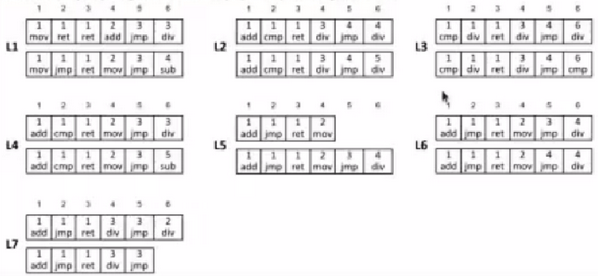 1 2 3 4 5 6
1 1 1 2 3 3
mov ret ret add jmp div
L1
1 1 1 2 3 4
mov jmp ret mov jmp sub
1 2 3 4 5 6
1 1 1 3 4 4
add cmp ret div jmp div
L2
1 1 1 3 4 5
add cmp ret div jmp div
1 2 3 4 5 6
1 1 1 3 4 6
cmp div ret div jmp div
L3
1 1 1 3 4 6
cmp div ret div jmp cmp
1 2 3 4 5 6
1 1 1 2 3 3
add cmp ret mov jmp div
L4
1 1 1 2 3 5
add cmp ret mov jmp sub
1 2 3 4 5 6
1 1 1 2
add jmp ret mov
L5
1 1 1 2 3 4
add jmp ret mov jmp div
1 2 3 4 5 6
1 1 1 2 3 4
add jmp ret mov jmp div
L6
1 1 1 2 4 4
add jmp ret mov jmp div
1 2 3 4 5 6
1 1 1 3 3 2
add jmp ret div jmp div
L7
1 1 1 3 3
add jmp ret div jmp